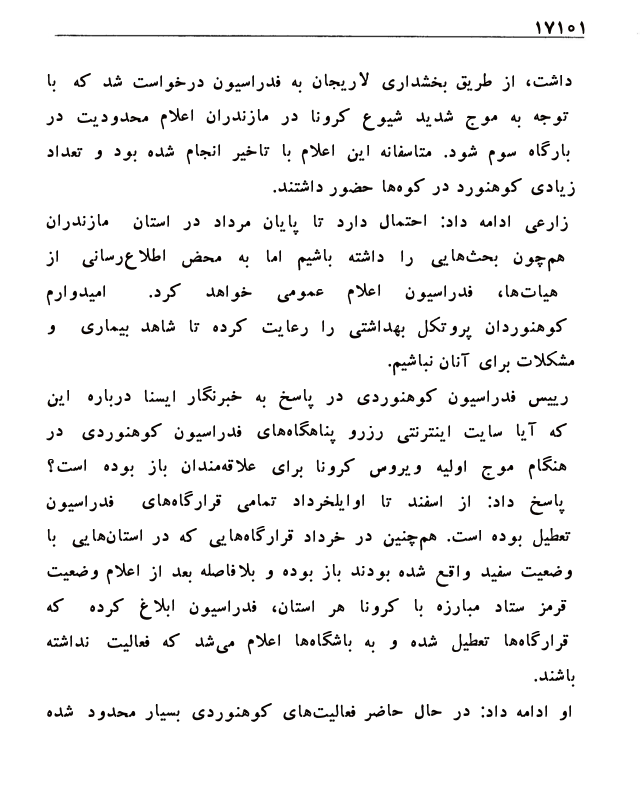 ۱۷۱۰۱
داشت، از طریق بخشداری لاریجان به فدراسیون درخواست شد که با
توجه به موج شدید شیوع کرونا در مازندران اعلام محدودیت در
بارگاه سوم شود. متاسفانه این اعلام با تاخیر انجام شده بود و تعداد
زیادی کوهنورد در کوه‌ها حضور داشتند.
زارعی ادامه داد: احتمال دارد تا پایان مرداد در استان مازندران
هم‌چون بحث‌هایی را داشته باشیم اما به محض اطلاع‌رسانی از
هیات‌ها، فدراسیون اعلام عمومی خواهد کرد. امیدوارم
کوهنوردان پروتکل بهداشتی را رعایت کرده تا شاهد بیماری و
مشکلات برای آنان نباشیم.
رییس فدراسیون کوهنوردی در پاسخ به خبرنگار ایسنا درباره این
که آیا سایت اینترنتی رزرو پناهگاه‌های فدراسیون کوهنوردی در
هنگام موج اولیه ویروس کرونا برای علاقه‌مندان باز بوده است؟
پاسخ داد: از اسفند تا اوایلخرداد تمامی قرارگاه‌های فدراسیون
تعطیل بوده است. هم‌چنین در خرداد قرارگاه‌هایی که در استان‌هایی با
وضعیت سفید واقع شده بودند باز بوده و بلافاصله بعد از اعلام وضعیت
قرمز ستاد مبارزه با کرونا هر استان، فدراسیون ابلاغ کرده که
قرارگاه‌ها تعطیل شده و به باشگاه‌ها اعلام می‌شد که فعالیت نداشته
باشند.
او ادامه داد: در حال حاضر فعالیت‌های کوهنوردی بسیار محدود شده